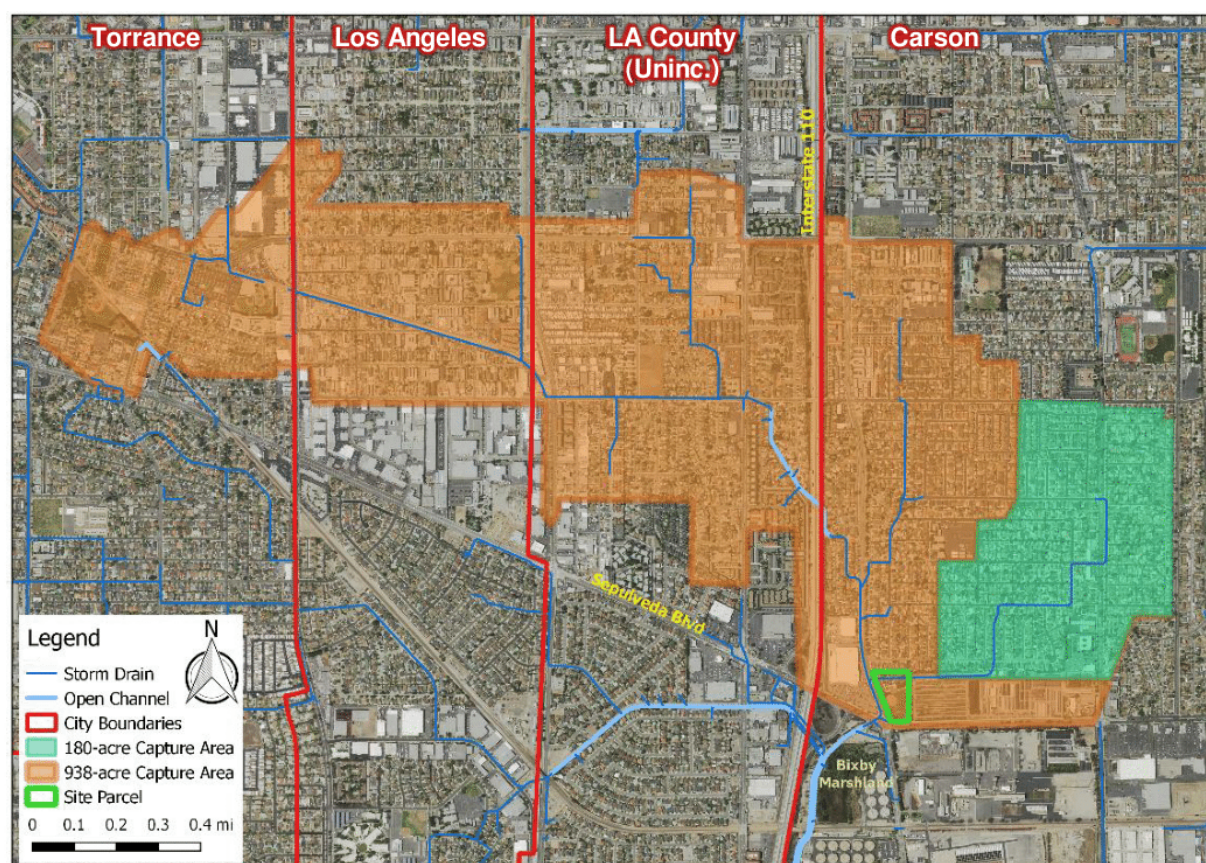 Torrance
Los Angeles
LA County
(Uninc.)
Carson
Interstate 110
Sepulveda Blvd
Bixby
Marshland
Legend
N
Storm Drain
Open Channel
City Boundaries
180-acre Capture Area
938-acre Capture Area
Site Parcel
0 0.1 0.2 0.3 0.4 mi